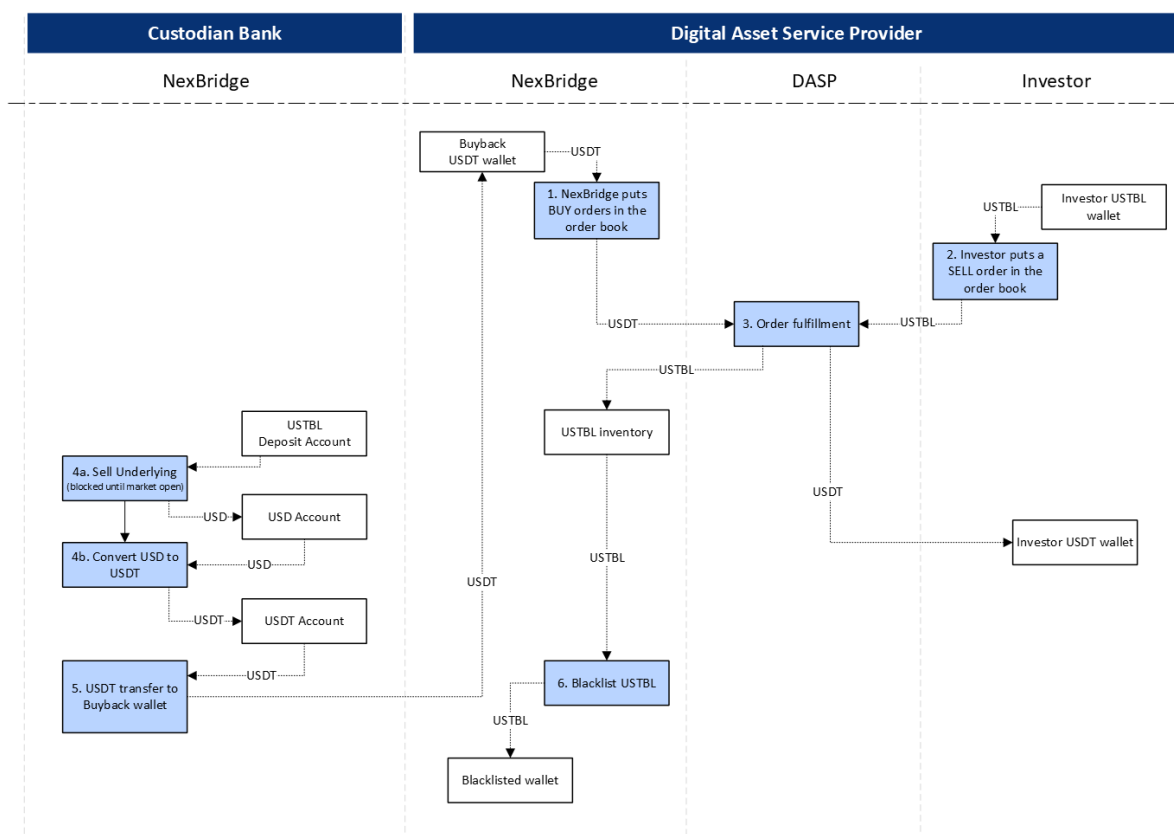 Custodian Bank
Digital Asset Service Provider
NexBridge
NexBridge
DASP
Investor
Buyback
USDT wallet
USDT
1. NexBridge puts
BUY orders in the
order book
Investor USTBL
wallet
USTBL
2. Investor puts a
SELL order in the
order book
USDT
3. Order fulfillment
USTBL
USTBL
USTBL
Deposit Account
USTBL inventory
4a. Sell Underlying
(blocked until market open)
USD
USD Account
USDT
Investor USDT wallet
4b. Convert USD to
USDT
USD
USTBL
USDT
USDT
USDT Account
USDT
5. USDT transfer to
Buyback wallet
6. Blacklist USTBL
USTBL
Blacklisted wallet